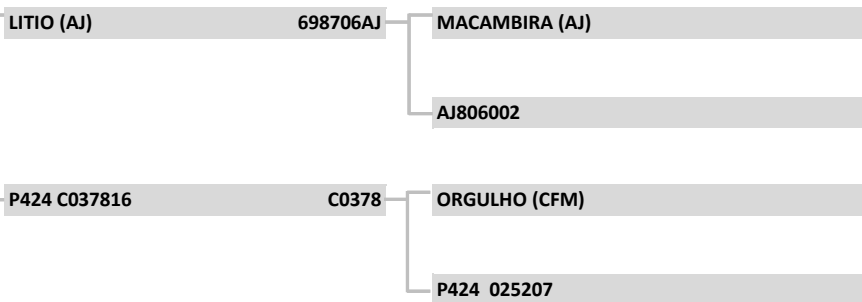 LITIO (AJ) 698706AJ MACAMBIRA (AJ)
AJ806002
P424 C037816 C0378 ORGULHO (CFM)
P424 025207